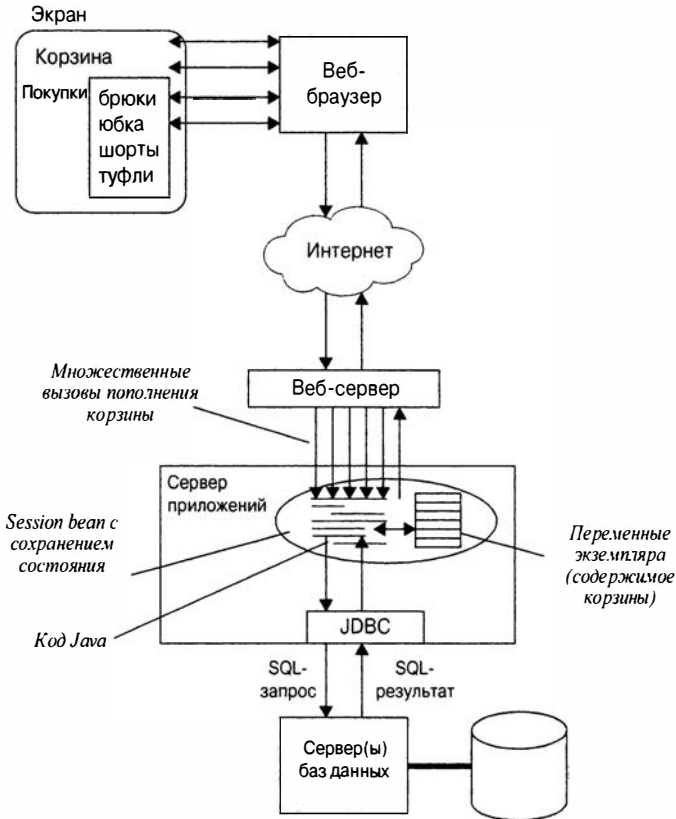 Экран
Корзина
Покупки
брюки
юбка
шорты
туфли
Веб-
браузер
Интернет
Множественные
вызовы пополнения
корзины
Веб-сервер
Сервер
приложений
Session bean с
сохранением
состояния
Переменные
экземпляра
(содержимое
корзины)
Код Java
JDBC
SQL-
запрос
SQL-
результат
Сервер(ы)
баз данных